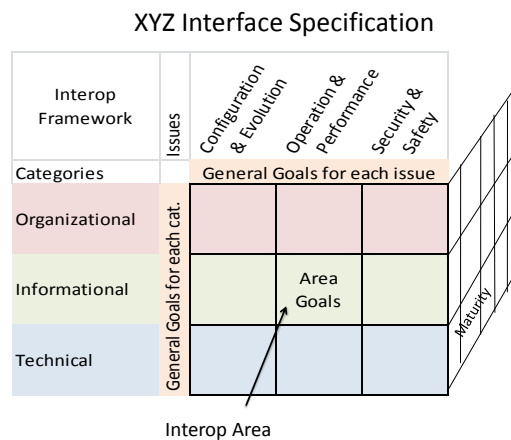 XYZ Interface Specification
Interop
Framework
Issues
Configuration
& Evolution
Operation &
Performance
Security &
Safety
Categories
General Goals for each issue
Organizational
General Goals for each cat.
Informational
Area
Goals
Maturity
Technical
Interop Area